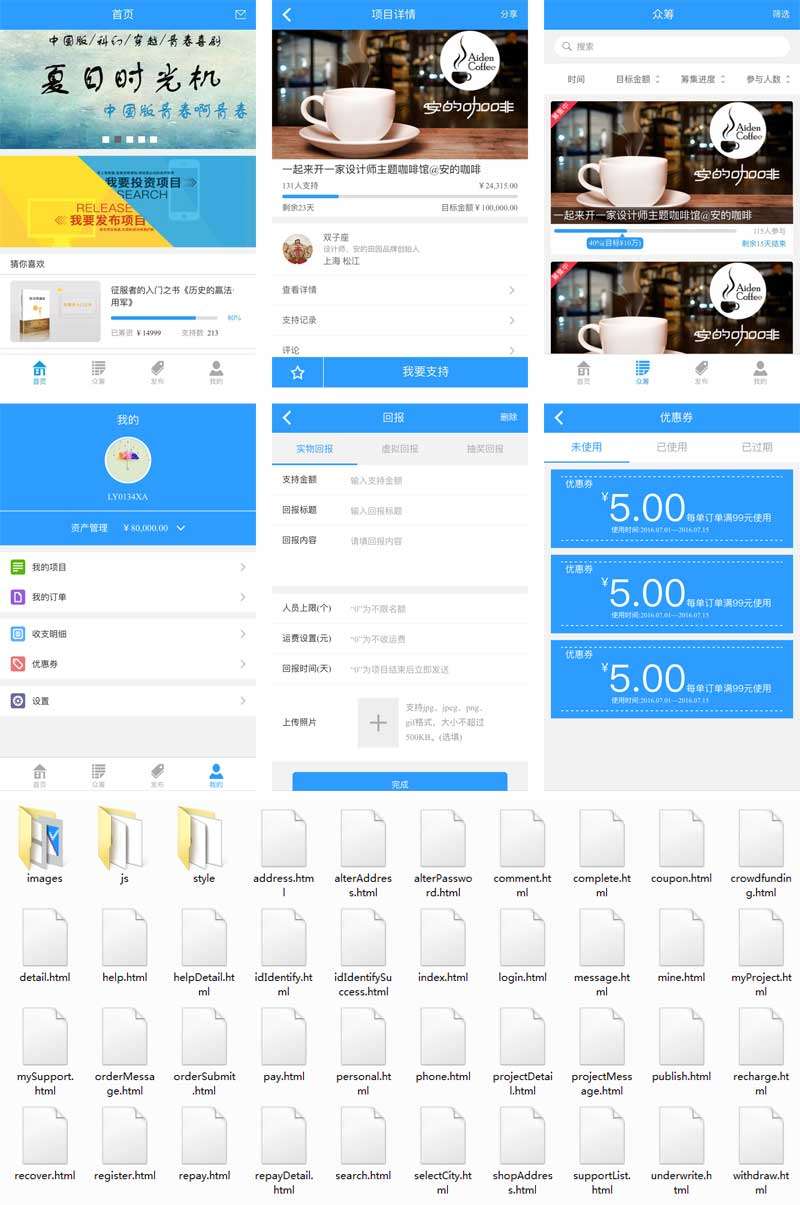 首页
中国版/科幻/穿越/青春喜剧
夏日时光机
中国版青春啊青春
我要投资项目
SEARCH
RELEASE
我要发布项目
猜你喜欢
征服者的入门之书《历史的赢法·
用军》
80%
已筹资 ¥ 14999 支持数 213
首页 众筹 发布 我的
项目详情 分享
Aiden
Coffee
安的咖啡
一起来开一家设计师主题咖啡馆@安的咖啡
131人支持 ¥ 24,315.00
剩余23天 目标金额 ¥ 100,000.00
双子座
设计师、安的田园品牌创始人
上海 松江
查看详情
支持记录
评论
我要支持
众筹 筛选
搜索
时间 目标金额 筹集进度 参与人数
筹集中
Aiden
Coffee
安的咖啡
一起来开一家设计师主题咖啡馆@安的咖啡
115人参与
40%(目标¥10万) 剩余15天结束
筹集中
Aiden
Coffee
安的咖啡
首页 众筹 发布 我的
我的
LY0134XA
资产管理 ¥ 80,000.00
我的项目
我的订单
收支明细
优惠券
设置
首页 众筹 发布 我的
回报 删除
实物回报 虚拟回报 抽奖回报
支持金额 输入支持金额
回报标题 输入回报标题
回报内容 请填回报内容
人员上限(个) “0”为不限名额
运费设置(元) “0”为不收运费
回报时间(天) “0”为项目结束后立即发送
上传照片
支持jpg、jpeg、png、
gif格式，大小不超过
500KB。(选填)
完成
优惠券
未使用 已使用 已过期
优惠券
¥5.00 每单订单满99元使用
使用时间:2016.07.01—2016.07.15
优惠券
¥5.00 每单订单满99元使用
使用时间:2016.07.01—2016.07.15
优惠券
¥5.00 每单订单满99元使用
使用时间:2016.07.01—2016.07.15
images js style address.html alterAddress.html alterPassword.html comment.html complete.html coupon.html crowdfunding.html
detail.html help.html helpDetail.html idIdentify.html idIdentifySuccess.html index.html login.html message.html mine.html myProject.html
mySupport.html orderMessage.html orderSubmit.html pay.html personal.html phone.html projectDetail.html projectMessage.html publish.html recharge.html
recover.html register.html repay.html repayDetail.html search.html selectCity.html shopAddress.html supportList.html underwrite.html withdraw.html